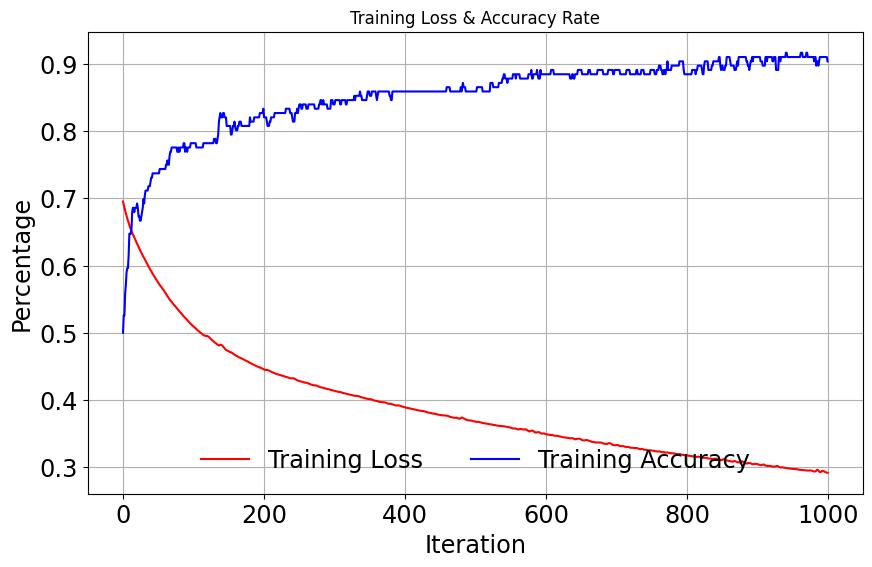 Training Loss & Accuracy Rate
0.9
0.8
0.7
0.6
0.5
0.4
0.3
Percentage
Training Loss
Training Accuracy
0 200 400 600 800 1000
Iteration